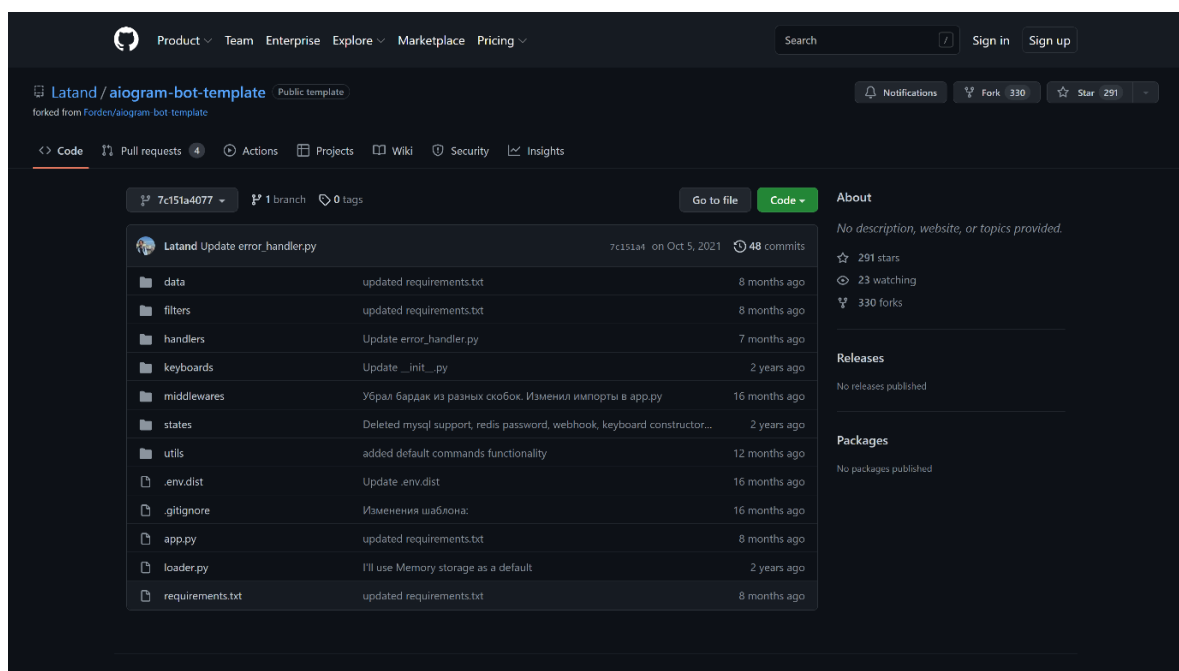 Product Team Enterprise Explore Marketplace Pricing Search / Sign in Sign up
Latand / aiogram-bot-template Public template Notifications Fork 330 Star 291
forked from Forden/aiogram-bot-template
<> Code Pull requests 4 Actions Projects Wiki Security Insights
7c151a4077 1 branch 0 tags Go to file Code
Latand Update error_handler.py 7c151a4 on Oct 5, 2021 48 commits
data updated requirements.txt 8 months ago
filters updated requirements.txt 8 months ago
handlers Update error_handler.py 7 months ago
keyboards Update __init__.py 2 years ago
middlewares Убрал бардак из разных скобок. Изменил импорты в app.py 16 months ago
states Deleted mysql support, redis password, webhook, keyboard constructor... 2 years ago
utils added default commands functionality 12 months ago
.env.dist Update .env.dist 16 months ago
.gitignore Изменения шаблона: 16 months ago
app.py updated requirements.txt 8 months ago
loader.py I'll use Memory storage as a default 2 years ago
requirements.txt updated requirements.txt 8 months ago
About
No description, website, or topics provided.
291 stars
23 watching
330 forks
Releases
No releases published
Packages
No packages published